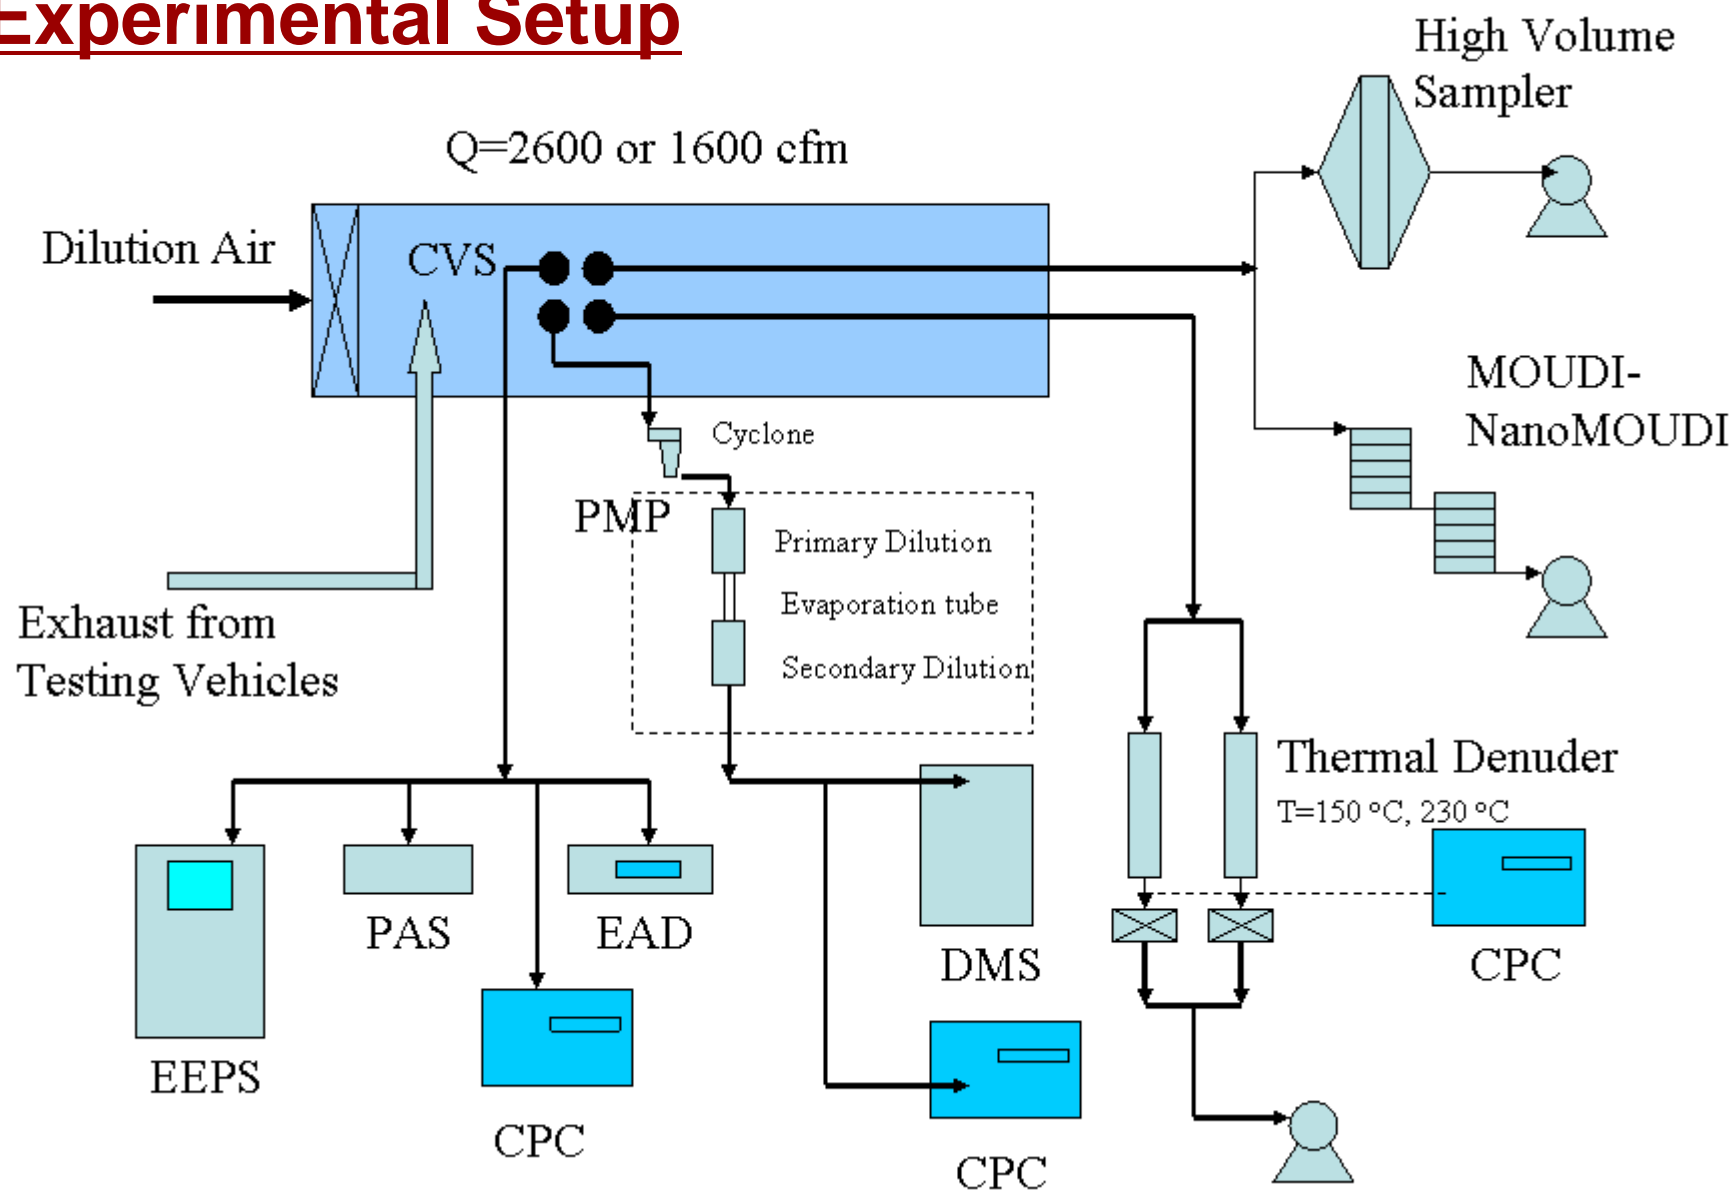 Experimental Setup
High Volume
Sampler
Q=2600 or 1600 cfm
Dilution Air
CVS
MOUDI-
NanoMOUDI
Cyclone
PMP
Primary Dilution
Evaporation tube
Secondary Dilution
Exhaust from
Testing Vehicles
Thermal Denuder
T=150 °C, 230 °C
PAS
EAD
DMS
CPC
EEPS
CPC
CPC